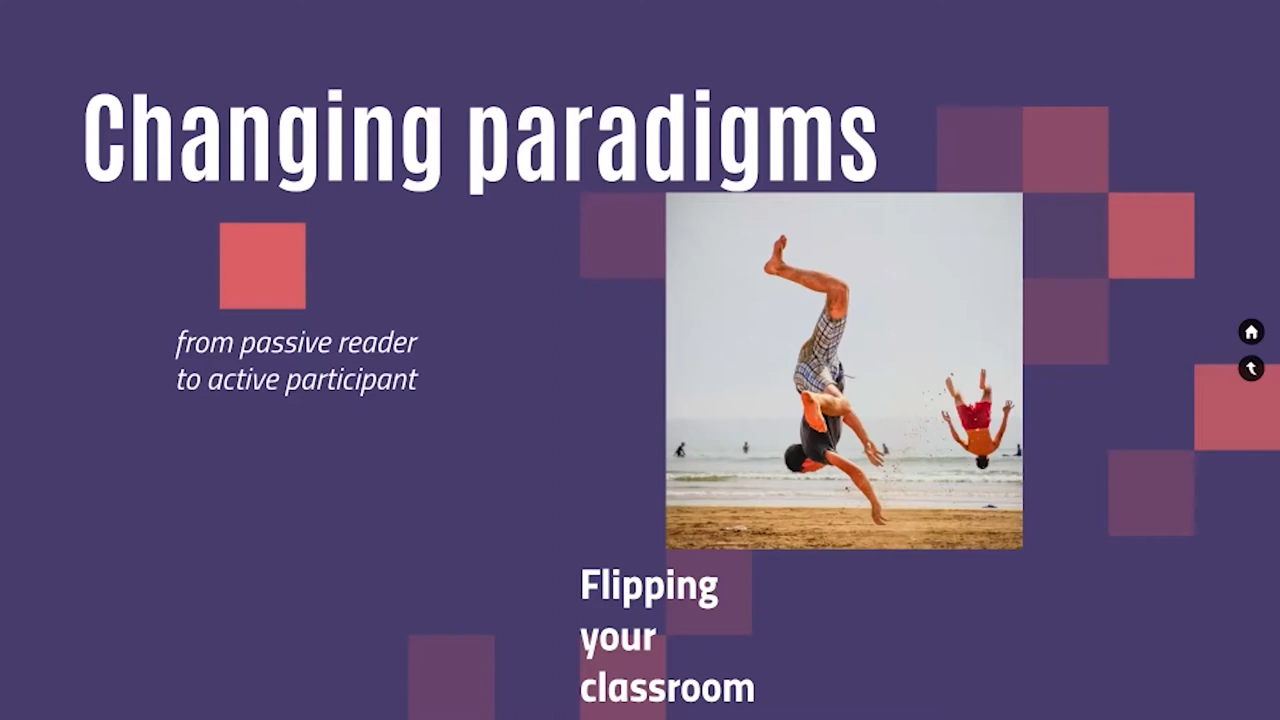 Changing paradigms
from passive reader
to active participant
Flipping
your
classroom